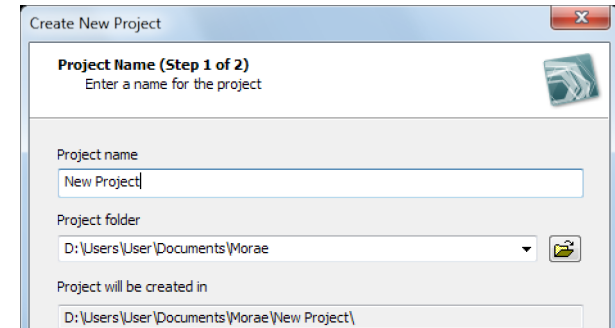 Create New Project
Project Name (Step 1 of 2)
Enter a name for the project
Project name
New Project
Project folder
D:\Users\User\Documents\Morae
Project will be created in
D:\Users\User\Documents\Morae\New Project\